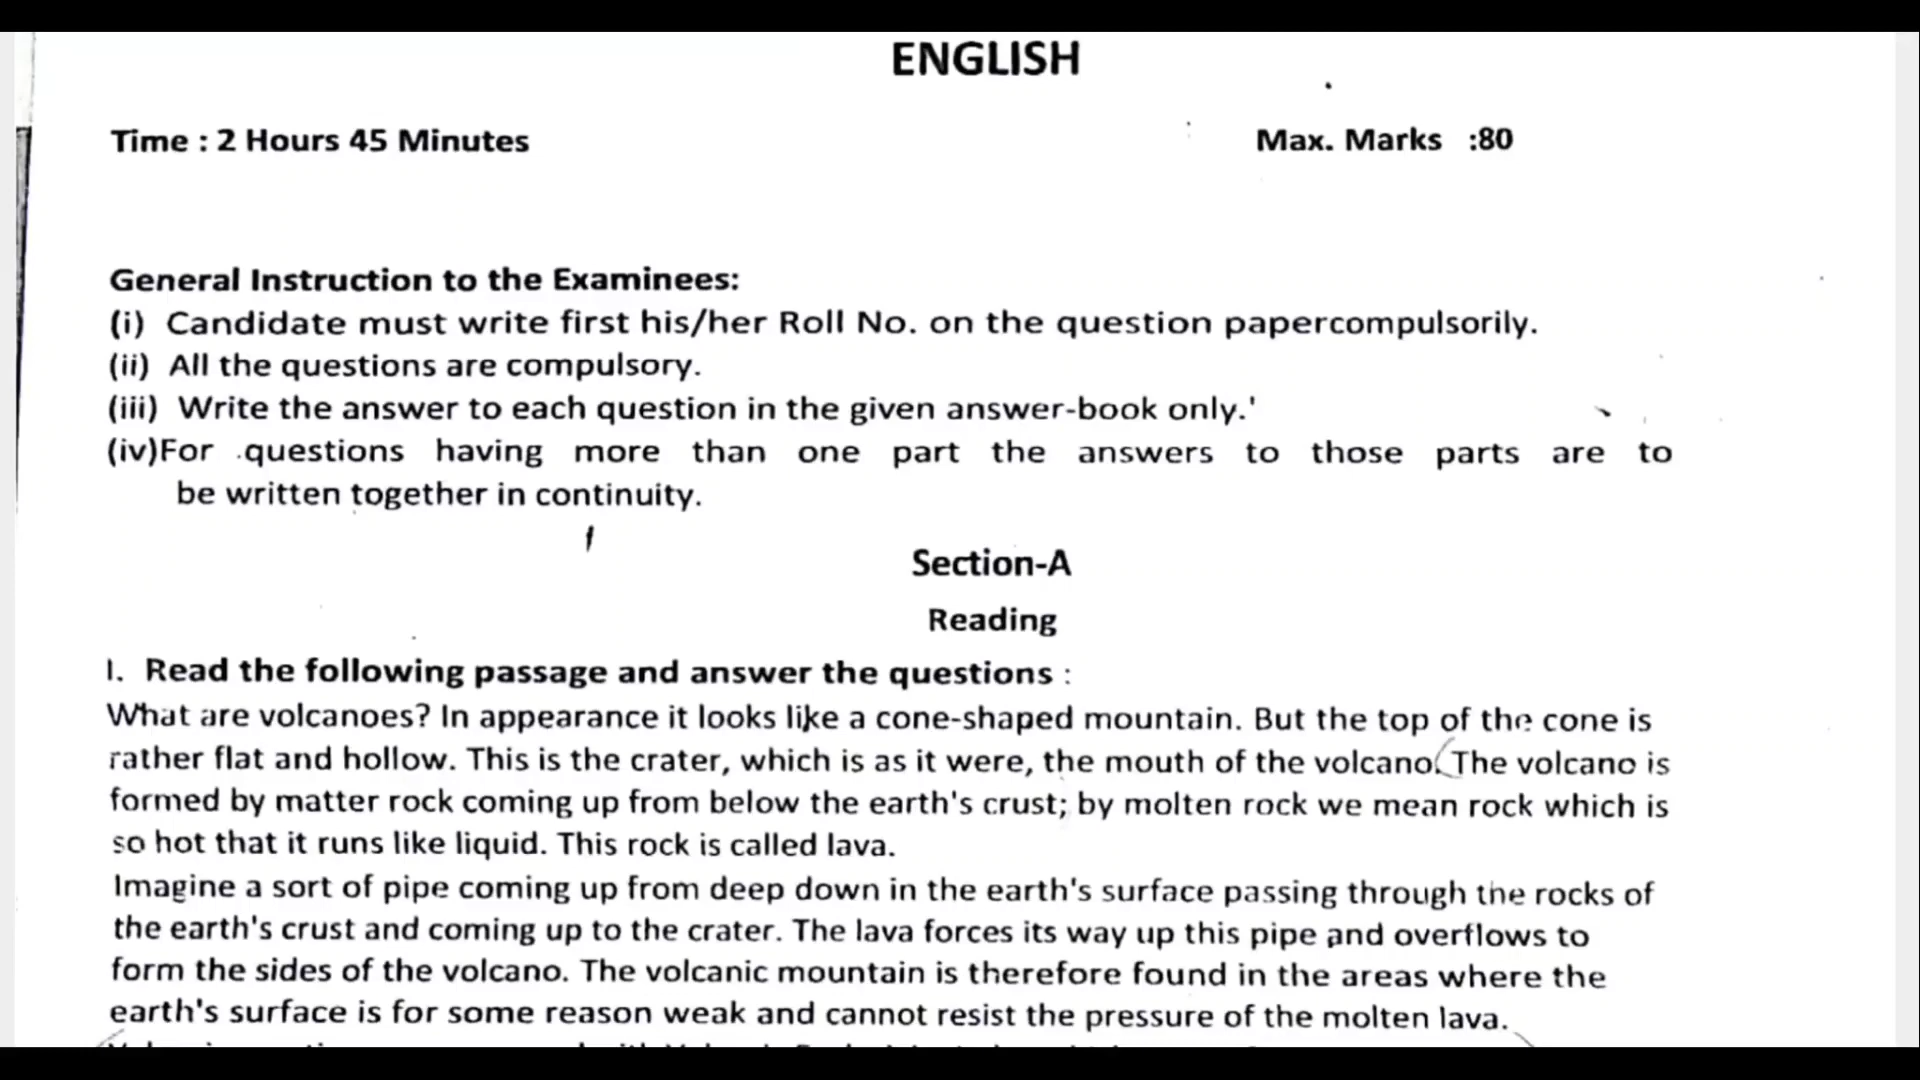 ENGLISH
Time : 2 Hours 45 Minutes Max. Marks :80
General Instruction to the Examinees:
(i) Candidate must write first his/her Roll No. on the question papercompulsorily.
(ii) All the questions are compulsory.
(iii) Write the answer to each question in the given answer-book only.'
(iv)For questions having more than one part the answers to those parts are to
be written together in continuity.
Section-A
Reading
I. Read the following passage and answer the questions :
What are volcanoes? In appearance it looks like a cone-shaped mountain. But the top of the cone is
rather flat and hollow. This is the crater, which is as it were, the mouth of the volcano. The volcano is
formed by matter rock coming up from below the earth's crust; by molten rock we mean rock which is
so hot that it runs like liquid. This rock is called lava.
Imagine a sort of pipe coming up from deep down in the earth's surface passing through the rocks of
the earth's crust and coming up to the crater. The lava forces its way up this pipe and overflows to
form the sides of the volcano. The volcanic mountain is therefore found in the areas where the
earth's surface is for some reason weak and cannot resist the pressure of the molten lava.